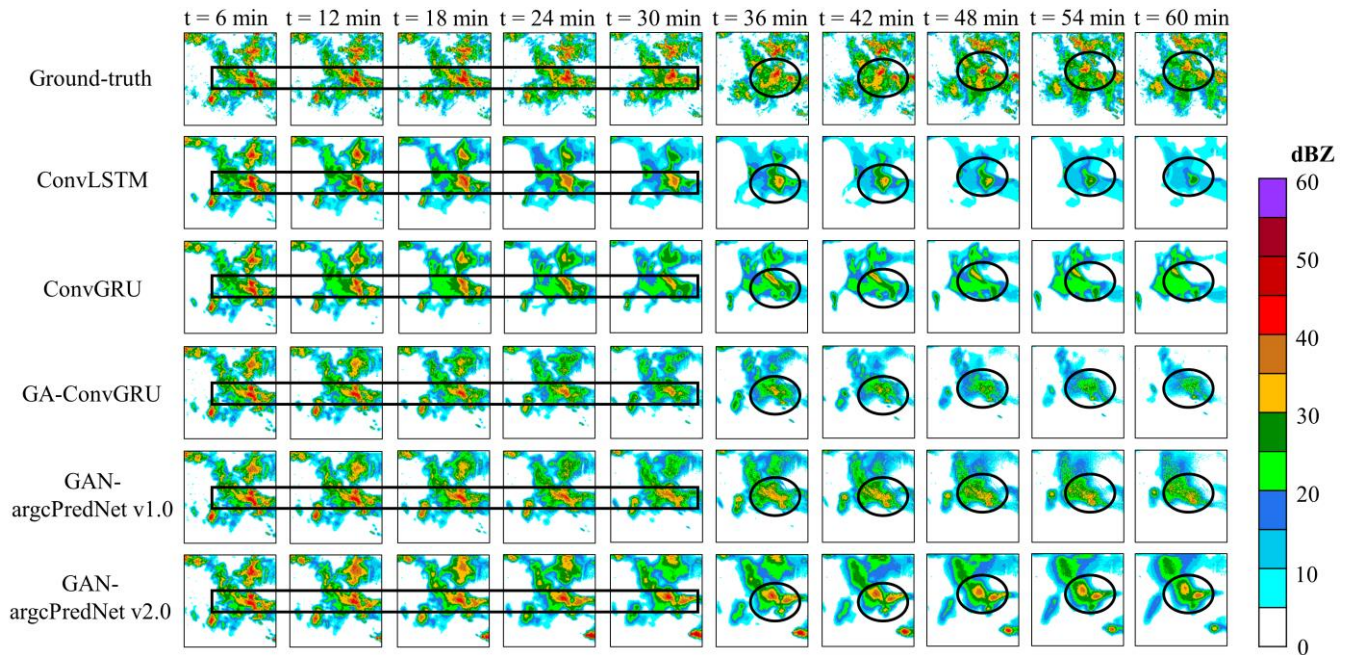 t = 6 min t = 12 min t = 18 min t = 24 min t = 30 min t = 36 min t = 42 min t = 48 min t = 54 min t = 60 min
Ground-truth
ConvLSTM
ConvGRU
GA-ConvGRU
GAN-
argcPredNet v1.0
GAN-
argcPredNet v2.0
dBZ
60
50
40
30
20
10
0